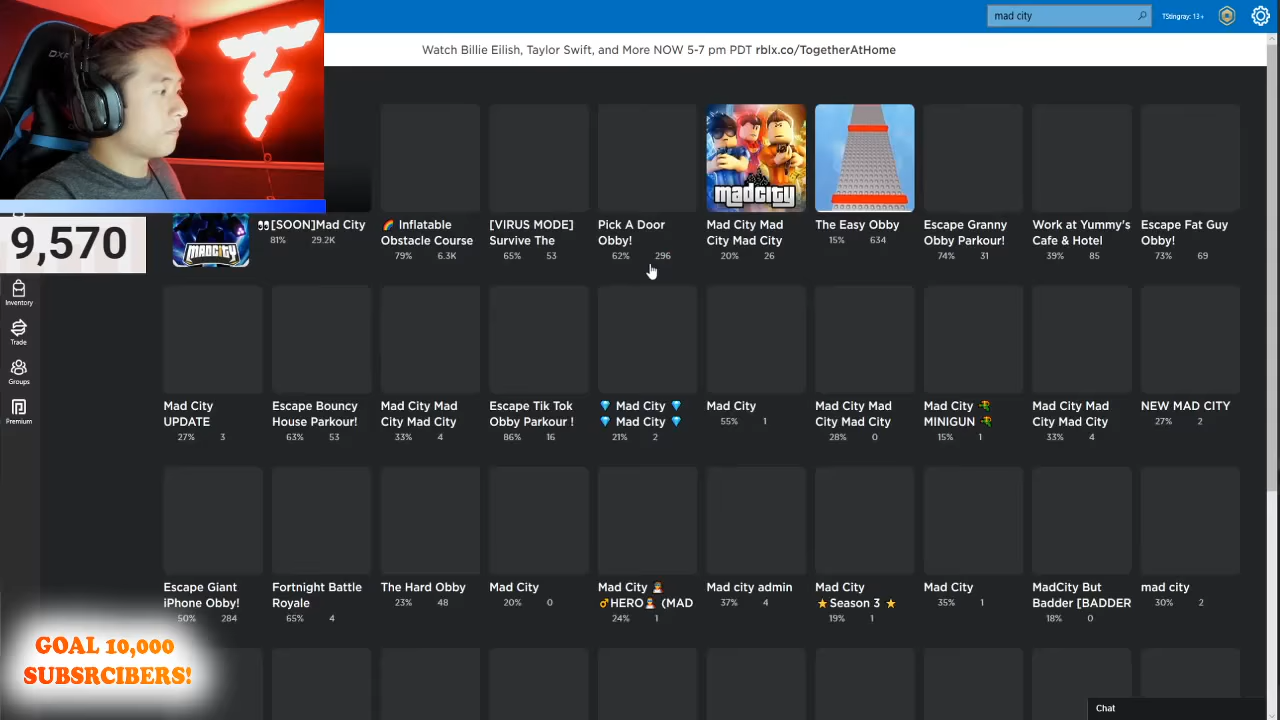 mad city
TStingray: 13+
Watch Billie Eilish, Taylor Swift, and More NOW 5-7 pm PDT rblx.co/TogetherAtHome
madcity
MADCITY
👀[SOON]Mad City
81% 29.2K
🌈 Inflatable
Obstacle Course
79% 6.3K
[VIRUS MODE]
Survive The
65% 53
Pick A Door
Obby!
62% 296
Mad City Mad
City Mad City
20% 26
The Easy Obby
15% 634
Escape Granny
Obby Parkour!
74% 31
Work at Yummy's
Cafe & Hotel
39% 85
Escape Fat Guy
Obby!
73% 69
9,570
Inventory
Trade
Groups
Premium
Mad City
UPDATE
27% 3
Escape Bouncy
House Parkour!
63% 53
Mad City Mad
City Mad City
33% 4
Escape Tik Tok
Obby Parkour !
86% 16
💎 Mad City 💎
💎 Mad City 💎
21% 2
Mad City
55% 1
Mad City Mad
City Mad City
28% 0
Mad City
MINIGUN
15% 1
Mad City Mad
City Mad City
33% 4
NEW MAD CITY
27% 2
Escape Giant
iPhone Obby!
50% 284
Fortnight Battle
Royale
65% 4
The Hard Obby
23% 48
Mad City
20% 0
Mad City
♂HERO (MAD
24% 1
Mad city admin
37% 4
Mad City
⭐Season 3 ⭐
19% 1
Mad City
35% 1
MadCity But
Badder [BADDER
18% 0
mad city
30% 2
GOAL 10,000
SUBSRCIBERS!
Chat